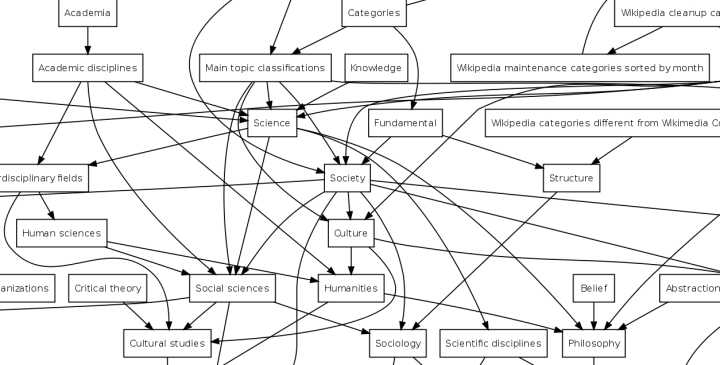 Academia
Categories
Wikipedia cleanup ca
Academic disciplines
Main topic classifications
Knowledge
Wikipedia maintenance categories sorted by month
Science
Fundamental
Wikipedia categories different from Wikimedia Co
rdisciplinary fields
Society
Structure
Human sciences
Culture
anizations
Critical theory
Social sciences
Humanities
Belief
Abstraction
Cultural studies
Sociology
Scientific disciplines
Philosophy